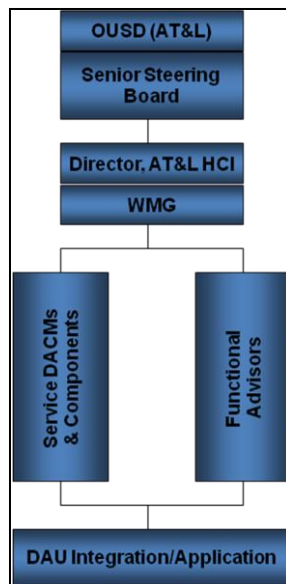 OUSD (AT&L)
Senior Steering
Board
Director, AT&L HCI
WMG
Service DACMs
& Components
Functional
Advisors
DAU Integration/Application